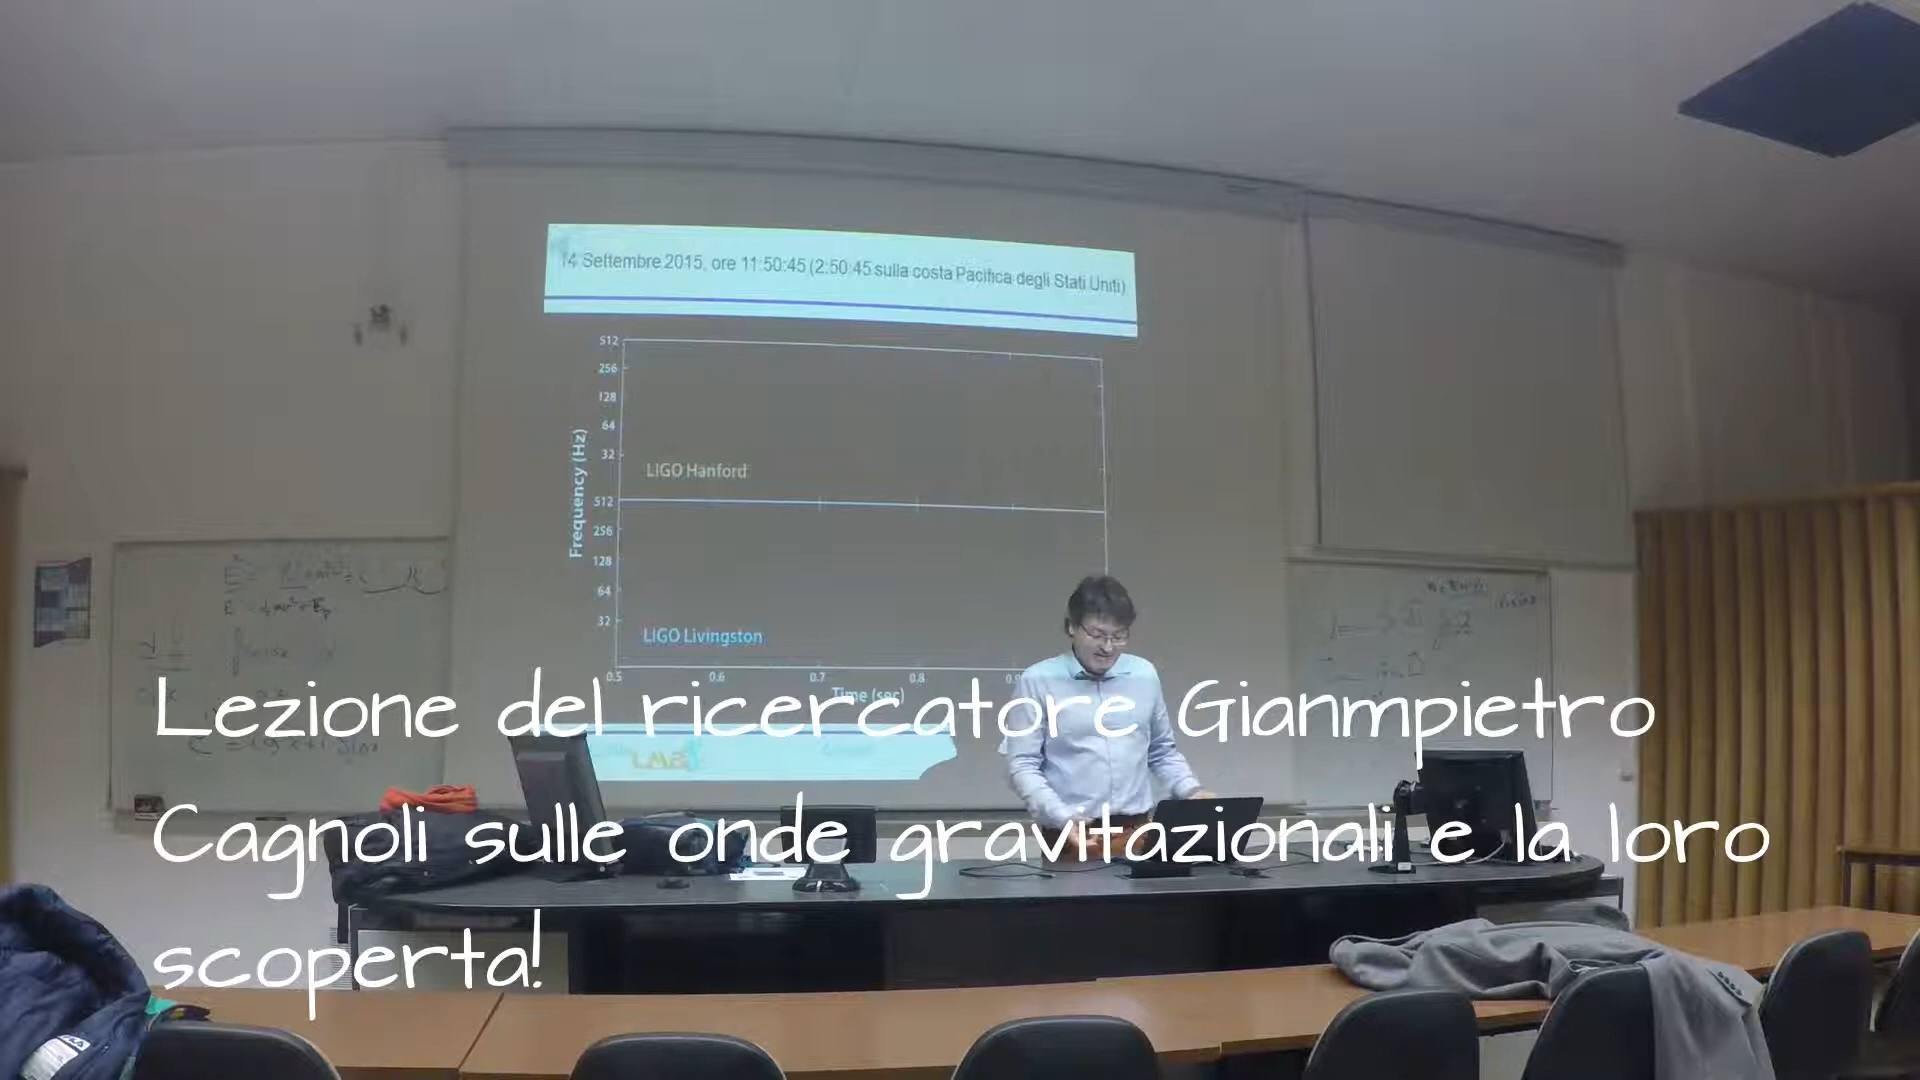 14 Settembre 2015, ore 11:50:45 (2:50:45 sulla costa Pacifica degli Stati Uniti)
512
256
128
64
32
LIGO Hanford
Frequency (Hz)
512
256
128
64
32
LIGO Livingston
0.5 0.6 0.7 0.8
Time (sec)
LMA
Lezione del ricercatore Gianmpietro
Cagnoli sulle onde gravitazionali e la loro
scoperta!
FILA